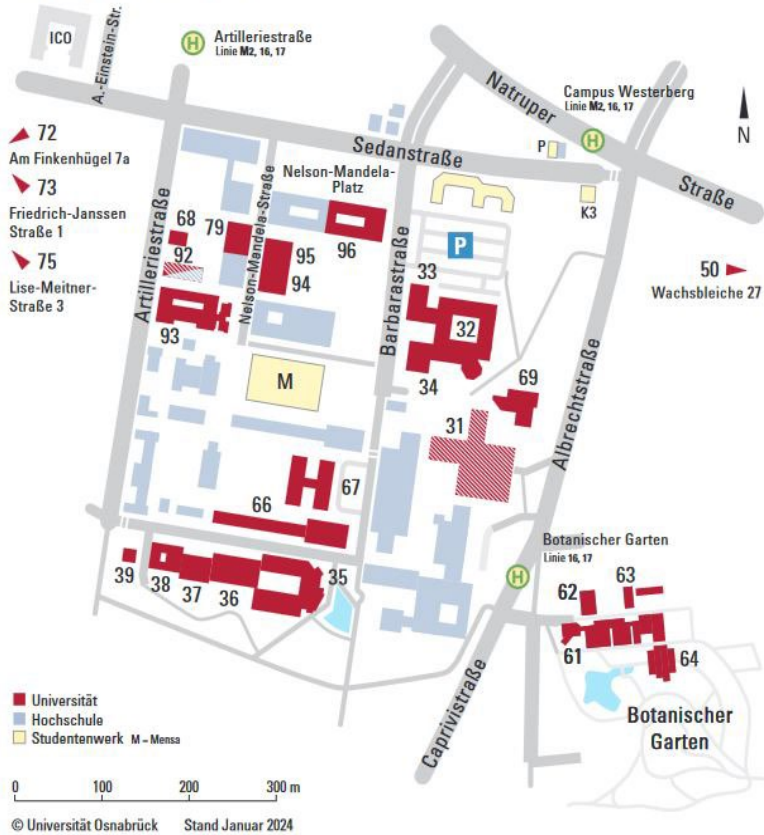 ICO
A.-Einstein-Str.
Artilleriestraße
Linie M2, 16, 17
Natruper
Straße
Campus Westerberg
Linie M2, 16, 17
N
P
K3
Sedanstraße
72
Am Finkenhügel 7a
73
Friedrich-Janssen
Straße 1
75
Lise-Meitner-
Straße 3
Nelson-Mandela-
Platz
Nelson-Mandela-Straße
Artilleriestraße
Barbarastraße
Albrechtstraße
68
79
92
93
95
94
96
P
33
32
34
50
Wachsbleiche 27
69
31
M
67
66
39
38
37
36
35
Botanischer Garten
Linie 16, 17
62
63
61
64
Caprivistraße
Botanischer
Garten
Universität
Hochschule
Studentenwerk M – Mensa
0 100 200 300 m
© Universität Osnabrück Stand Januar 2024
H
H
H